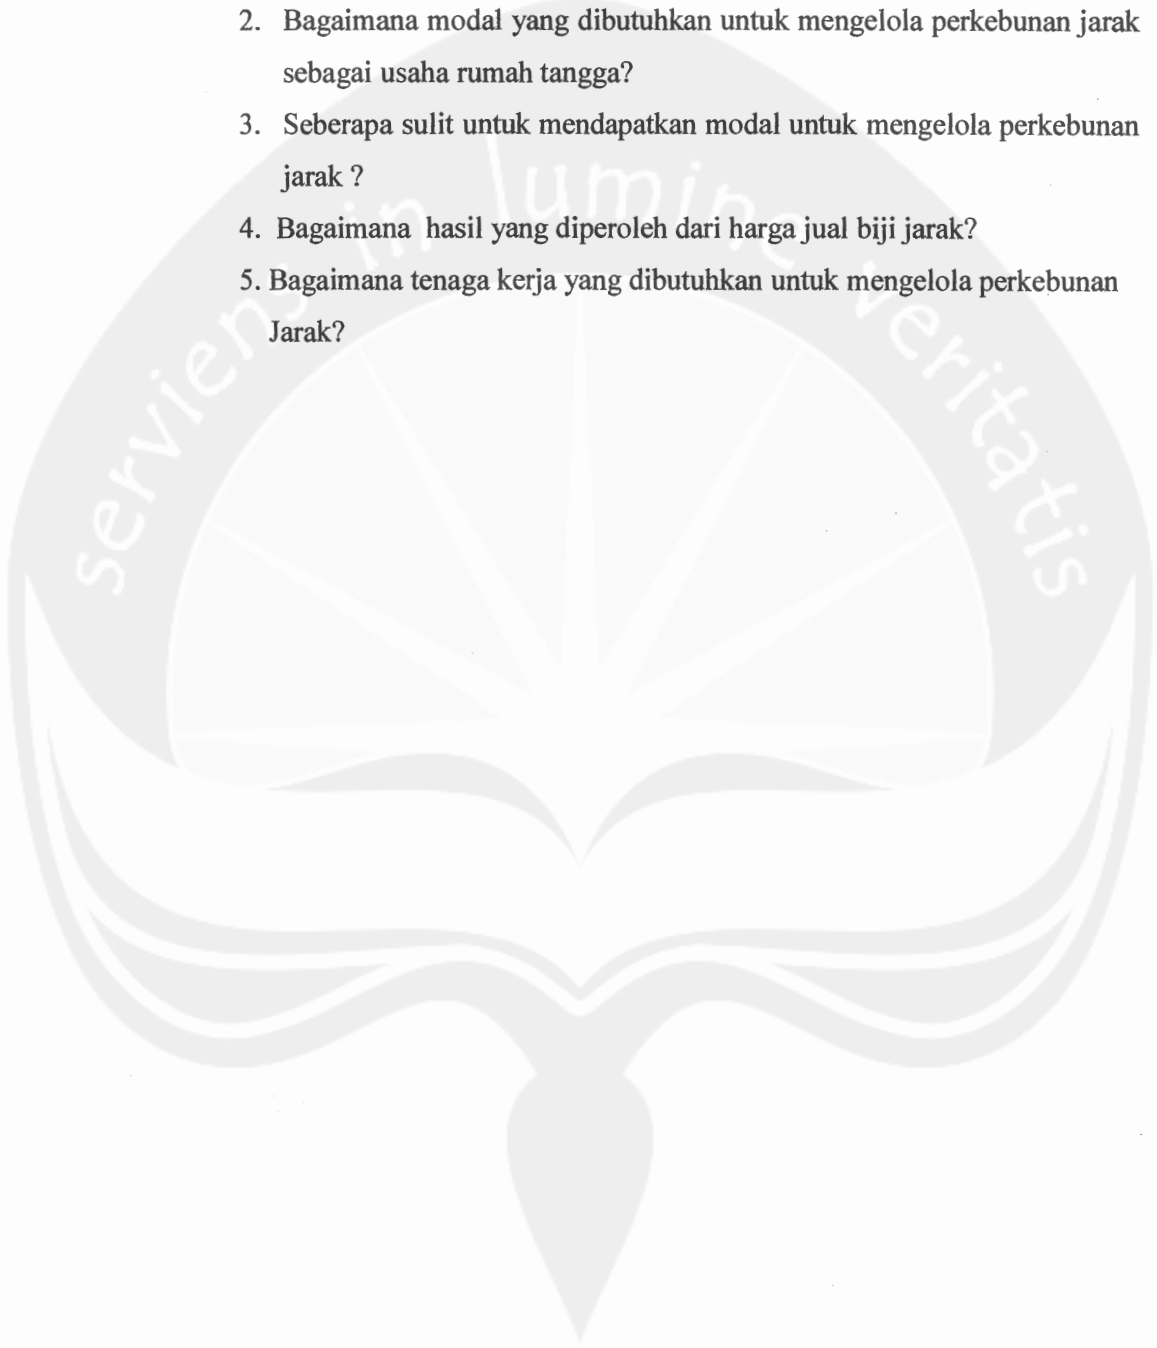 2. Bagaimana modal yang dibutuhkan untuk mengelola perkebunan jarak
sebagai usaha rumah tangga?
3. Seberapa sulit untuk mendapatkan modal untuk mengelola perkebunan
jarak ?
4. Bagaimana hasil yang diperoleh dari harga jual biji jarak?
5. Bagaimana tenaga kerja yang dibutuhkan untuk mengelola perkebunan
Jarak?
serviens in lumine veritatis